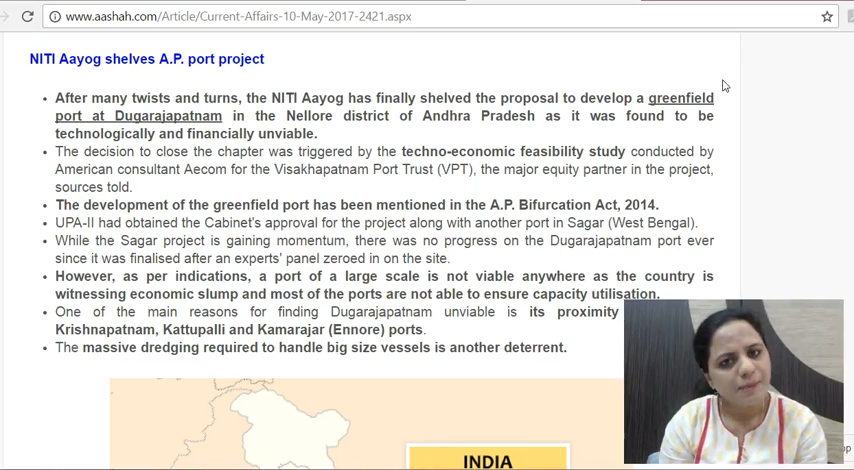 www.aashah.com/Article/Current-Affairs-10-May-2017-2421.aspx
NITI Aayog shelves A.P. port project
• After many twists and turns, the NITI Aayog has finally shelved the proposal to develop a greenfield
port at Dugarajapatnam in the Nellore district of Andhra Pradesh as it was found to be
technologically and financially unviable.
• The decision to close the chapter was triggered by the techno-economic feasibility study conducted by
American consultant Aecom for the Visakhapatnam Port Trust (VPT), the major equity partner in the project,
sources told.
• The development of the greenfield port has been mentioned in the A.P. Bifurcation Act, 2014.
• UPA-II had obtained the Cabinet's approval for the project along with another port in Sagar (West Bengal).
• While the Sagar project is gaining momentum, there was no progress on the Dugarajapatnam port ever
since it was finalised after an experts' panel zeroed in on the site.
• However, as per indications, a port of a large scale is not viable anywhere as the country is
witnessing economic slump and most of the ports are not able to ensure capacity utilisation.
• One of the main reasons for finding Dugarajapatnam unviable is its proximity
Krishnapatnam, Kattupalli and Kamarajar (Ennore) ports.
• The massive dredging required to handle big size vessels is another deterrent.
INDIA